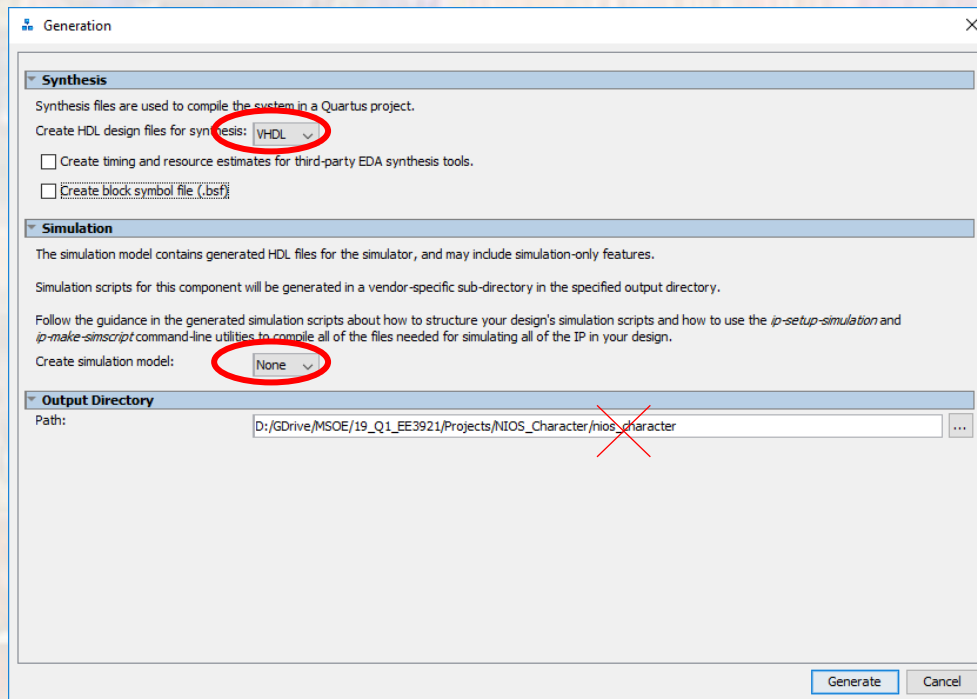 Generation
Synthesis
Synthesis files are used to compile the system in a Quartus project.
Create HDL design files for synthesis: VHDL
Create timing and resource estimates for third-party EDA synthesis tools.
Create block symbol file (.bsf)
Simulation
The simulation model contains generated HDL files for the simulator, and may include simulation-only features.
Simulation scripts for this component will be generated in a vendor-specific sub-directory in the specified output directory.
Follow the guidance in the generated simulation scripts about how to structure your design's simulation scripts and how to use the ip-setup-simulation and
ip-make-simscript command-line utilities to compile all of the files needed for simulating all of the IP in your design.
Create simulation model: None
Output Directory
Path: D:/GDrive/MSOE/19_Q1_EE3921/Projects/NIOS_Character/nios_character ...
Generate Cancel